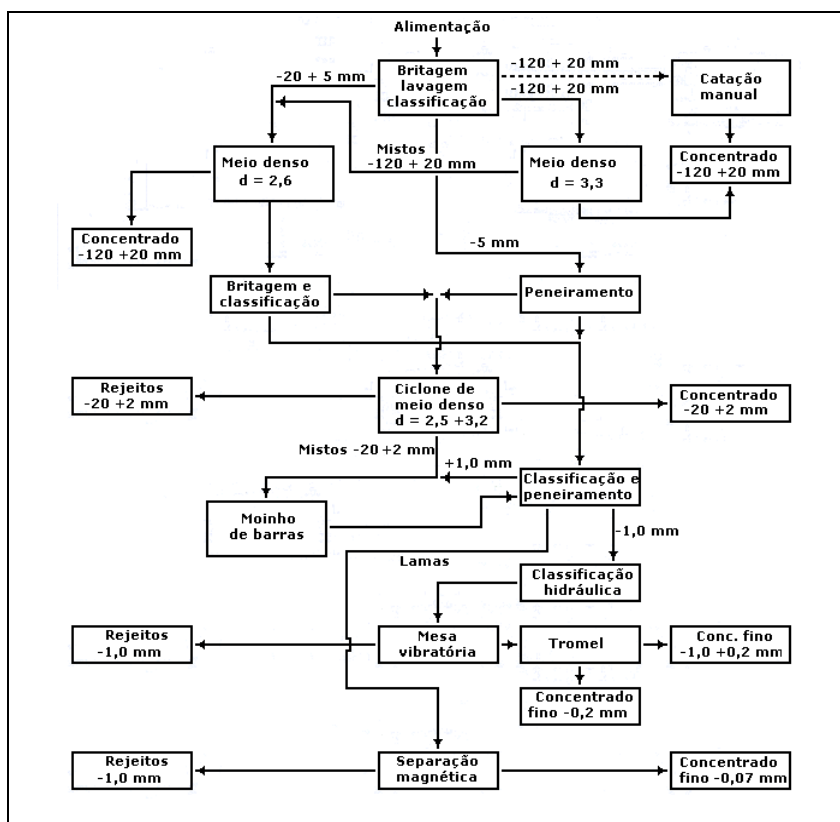 Alimentação
-20 + 5 mm
Britagem
lavagem
classificação
-120 + 20 mm
-120 + 20 mm
Catação
manual
Meio denso
d = 2,6
Mistos
-120 + 20 mm
Meio denso
d = 3,3
Concentrado
-120 +20 mm
Concentrado
-120 +20 mm
-5 mm
Britagem e
classificação
Peneiramento
Rejeitos
-20 +2 mm
Ciclone de
meio denso
d = 2,5 +3,2
Concentrado
-20 +2 mm
Mistos -20 +2 mm
+1,0 mm
Classificação e
peneiramento
Moinho
de barras
-1,0 mm
Lamas
Classificação
hidráulica
Rejeitos
-1,0 mm
Mesa
vibratória
Tromel
Conc. fino
-1,0 +0,2 mm
Concentrado
fino -0,2 mm
Rejeitos
-1,0 mm
Separação
magnética
Concentrado
fino -0,07 mm